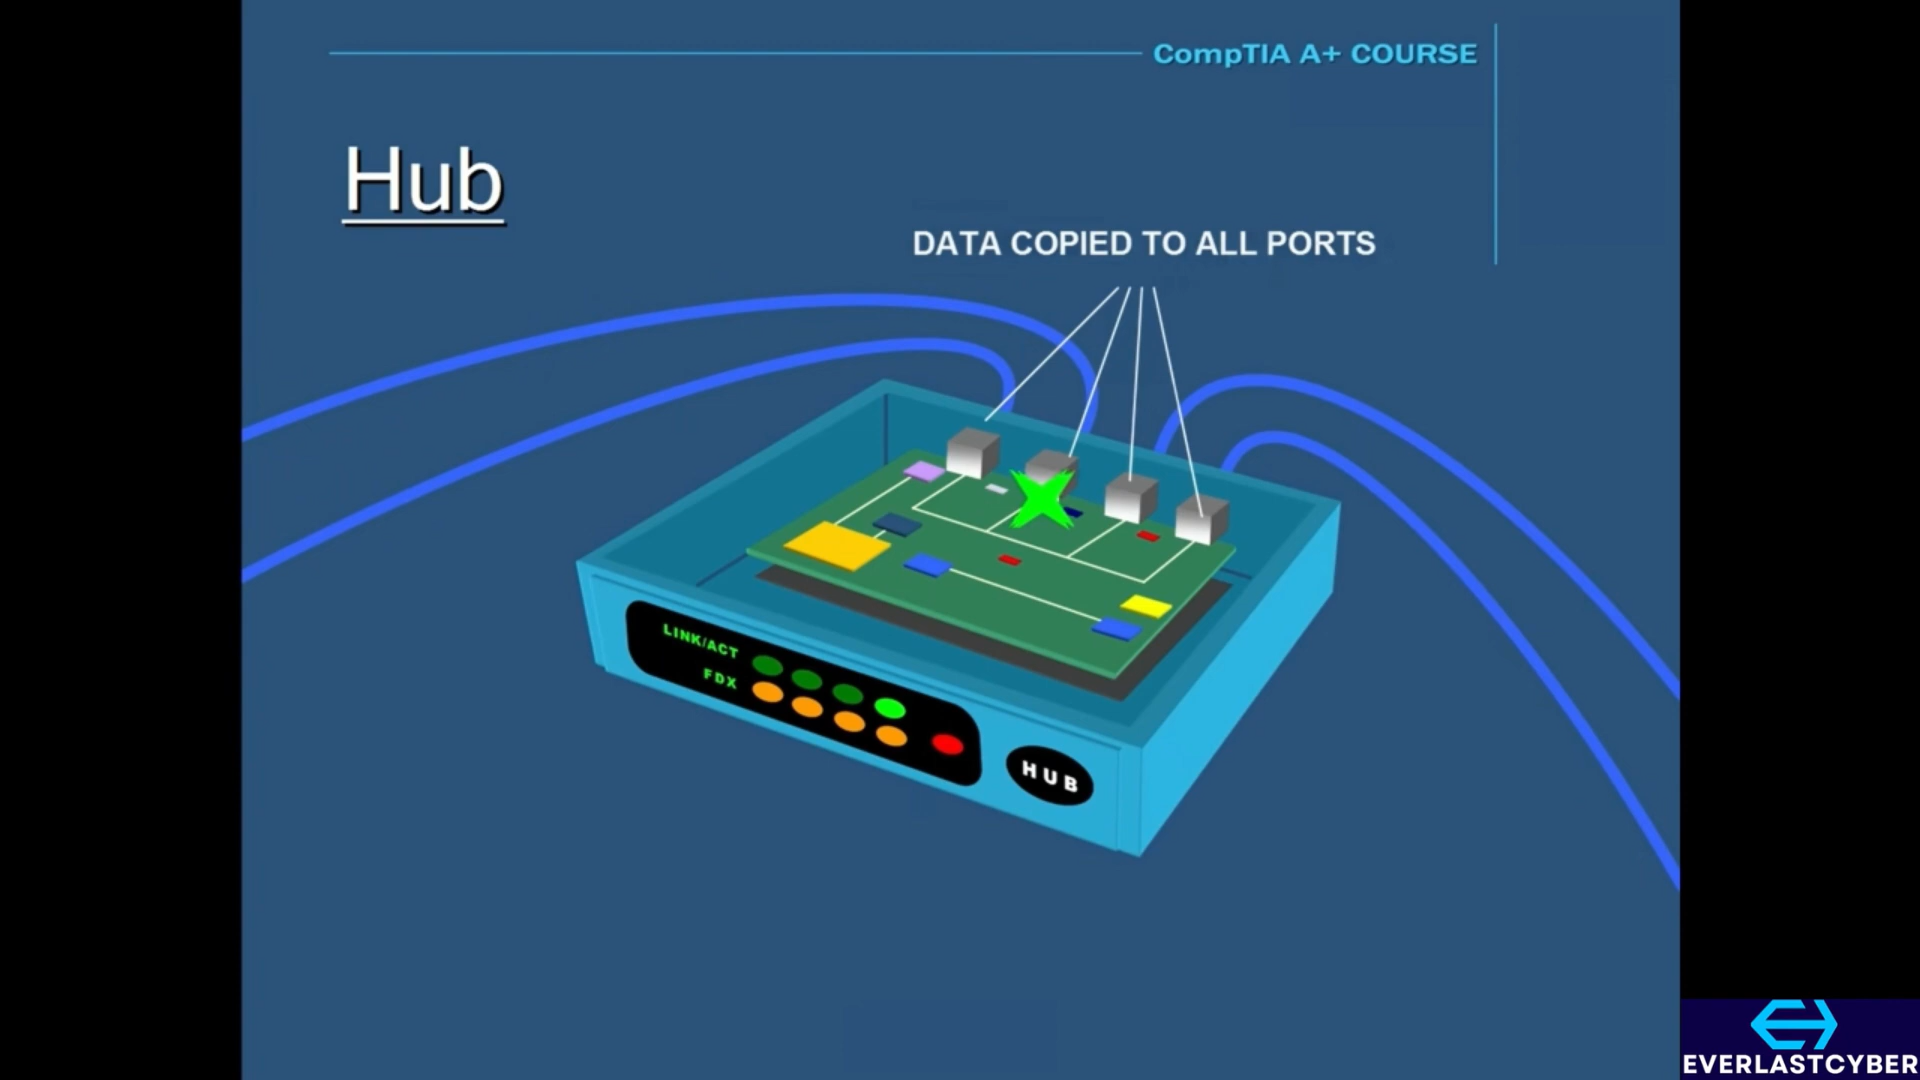 CompTIA A+ COURSE
Hub
DATA COPIED TO ALL PORTS
LINK/ACT
FDX
HUB
EVERLASTCYBER